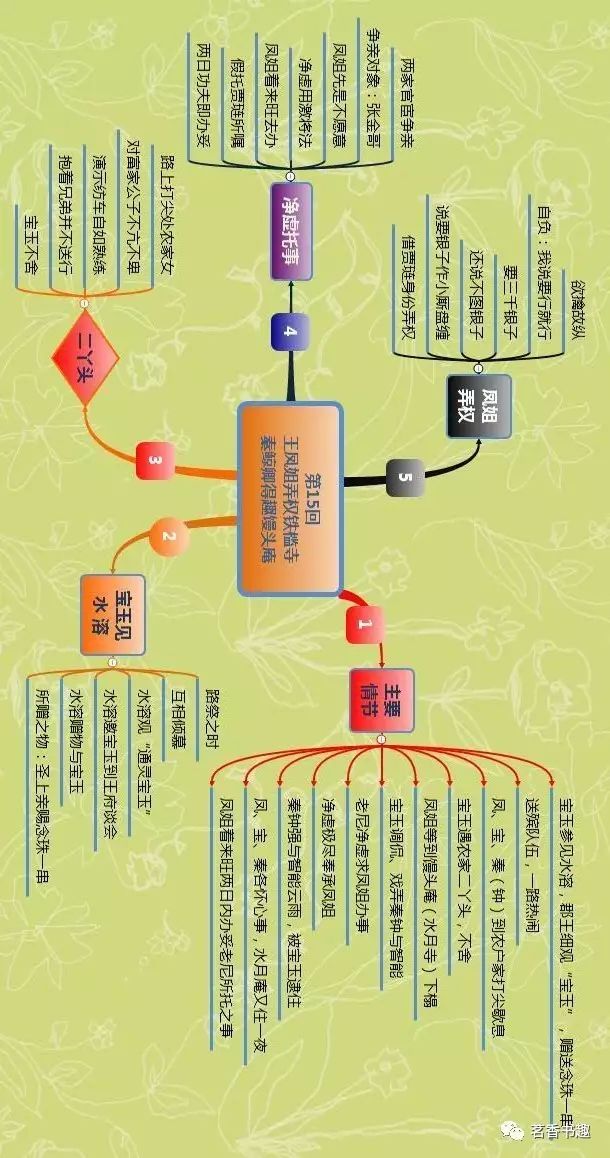 第15回
王凤姐弄权铁槛寺
秦鲸卿得趣馒头庵
1
主要
情节
宝玉参见水溶，郡王细观“宝玉”，赠送念珠一串
送殡队伍，一路热闹
凤、宝、秦（钟）到农户家打尖歇息
宝玉遇农家二丫头，不舍
凤姐等到馒头庵（水月寺）下榻
宝玉调侃、戏弄秦钟与智能
老尼净虚求凤姐办事
净虚极尽奉承凤姐
秦钟强与智能云雨，被宝玉逮住
凤、宝、秦各怀心事，水月庵又住一夜
凤姐着来旺两日内办妥老尼所托之事
2
宝玉见
水溶
路祭之时
互相倾慕
水溶观“通灵宝玉”
水溶邀宝玉到王府谈会
水溶赠物与宝玉
所赠之物：圣上亲赐念珠一串
3
二丫头
路上打尖处农家女
对富家公子不亢不卑
演示纺车自如熟练
抱着兄弟并不送行
宝玉不舍
4
净虚托事
两家官宦争亲
争亲对象：张金哥
凤姐先是不愿意
净虚用激将法
凤姐着来旺去办
假托贾琏所嘱
两日功夫即办妥
5
凤姐
弄权
欲擒故纵
自负：我说要行就行
要三千银子
还说不图银子
说要银子作小厮盘缠
借贾琏身份弄权
茗香书趣